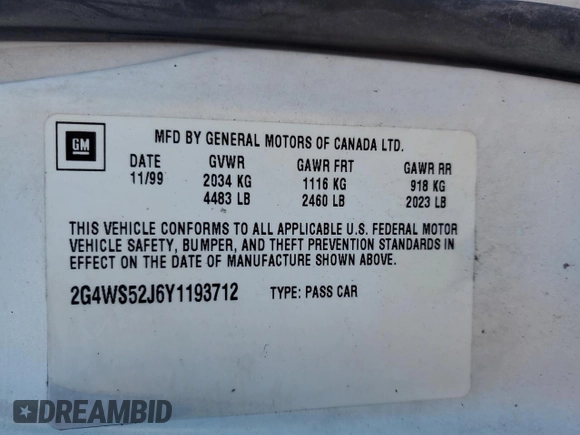 GM
MFD BY GENERAL MOTORS OF CANADA LTD.
DATE GVWR GAWR FRT GAWR RR
11/99 2034 KG 1116 KG 918 KG
4483 LB 2460 LB 2023 LB
THIS VEHICLE CONFORMS TO ALL APPLICABLE U.S. FEDERAL MOTOR
VEHICLE SAFETY, BUMPER, AND THEFT PREVENTION STANDARDS IN
EFFECT ON THE DATE OF MANUFACTURE SHOWN ABOVE.
2G4WS52J6Y1193712 TYPE: PASS CAR
DREAMBID